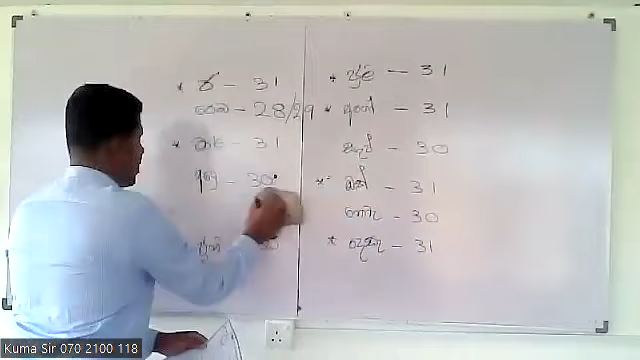 * ජ - 31
පෙබ - 28/29
* මාර් - 31
අප්‍රේ - 30
ජුනි
* ජූලි - 31
* අගෝ - 31
සැප් - 30
* ඔක් - 31
නොවැ - 30
* දෙසැ - 31
Kuma Sir 070 2100 118